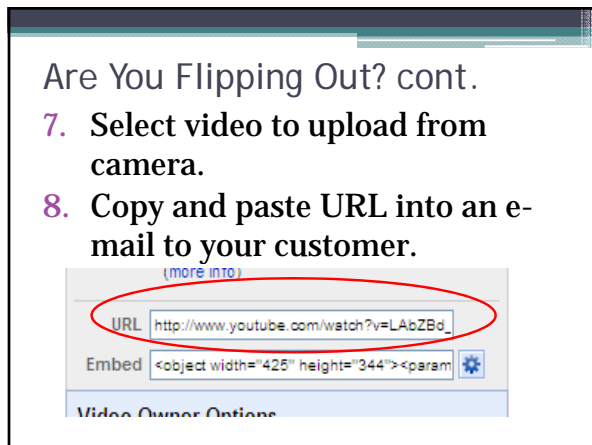 Are You Flipping Out? cont.
7. Select video to upload from
camera.
8. Copy and paste URL into an e-
mail to your customer.
(more info)
URL http://www.youtube.com/watch?v=LAbZBd_
Embed <object width="425" height="344"><param
Video Owner Options